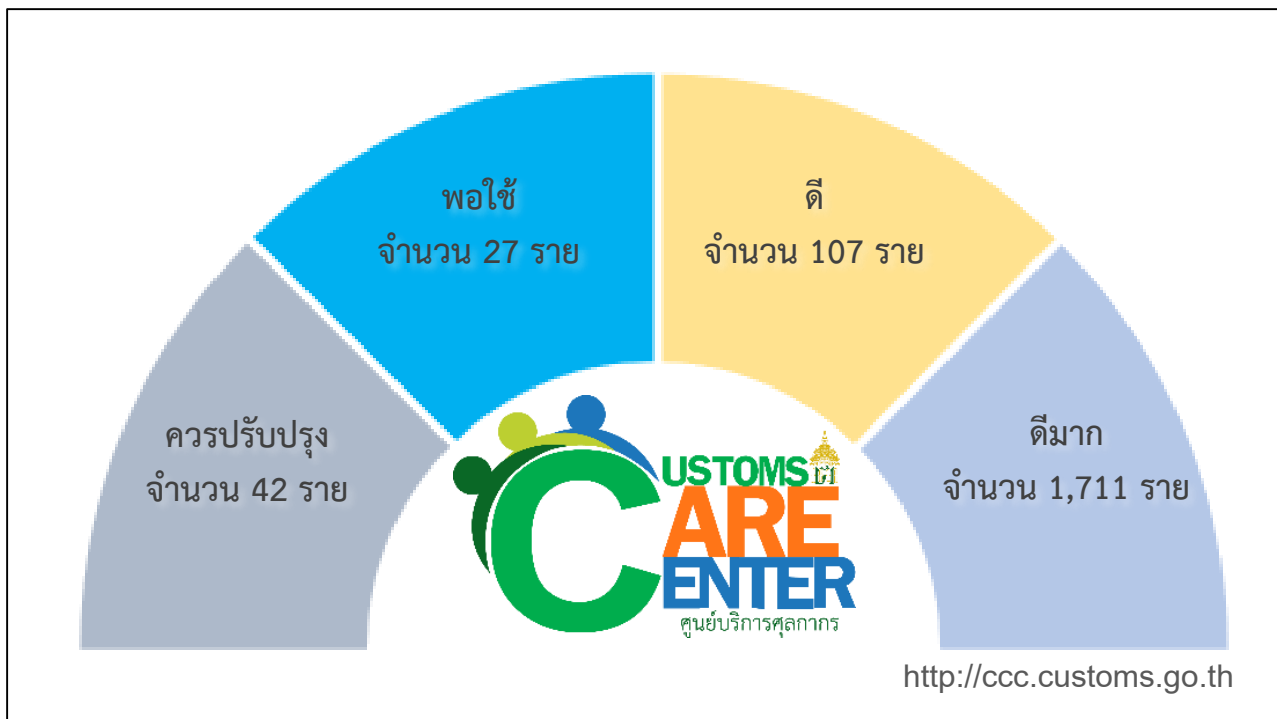 พอใช้
จำนวน 27 ราย
ดี
จำนวน 107 ราย
ควรปรับปรุง
จำนวน 42 ราย
ดีมาก
จำนวน 1,711 ราย
CUSTOMS
CARE
CENTER
ศูนย์บริการศุลกากร
http://ccc.customs.go.th